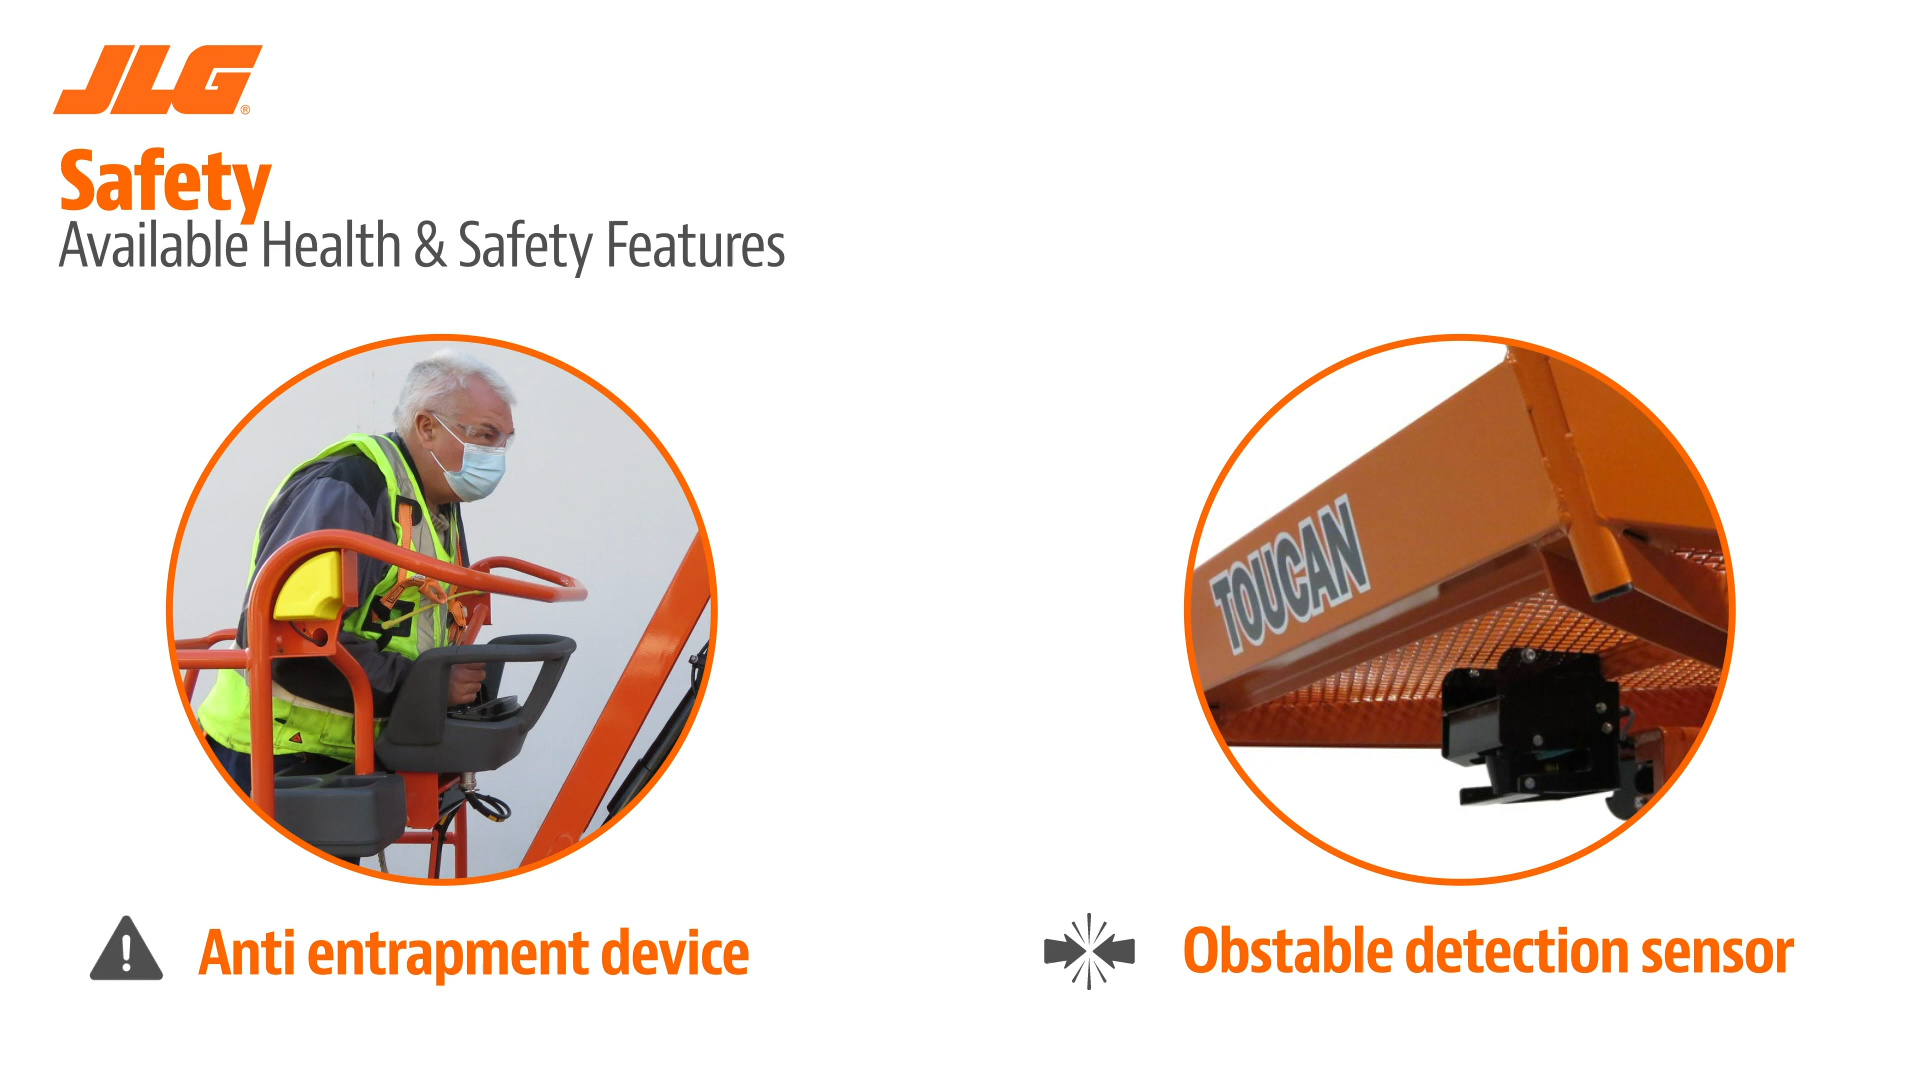 JLG®
Safety
Available Health & Safety Features
TOUCAN
Anti entrapment device
Obstable detection sensor